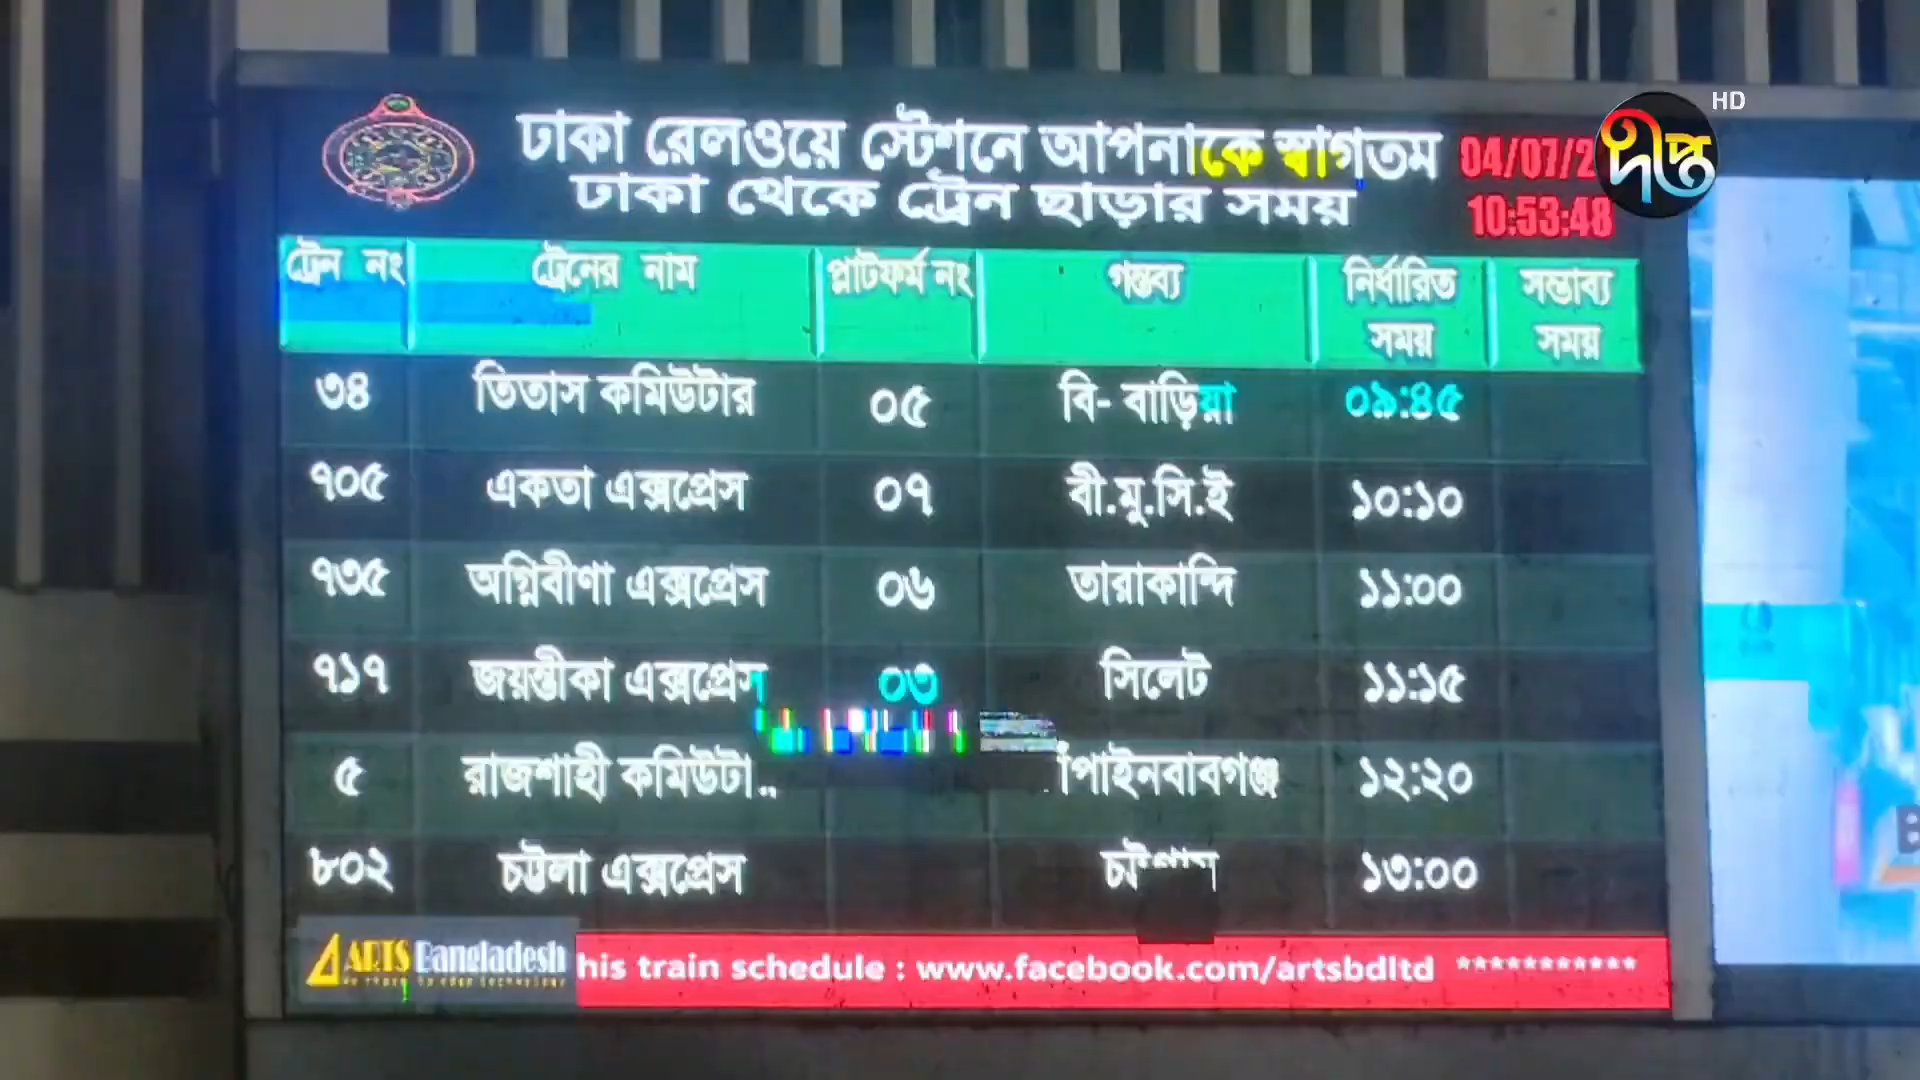 ঢাকা রেলওয়ে স্টেশনে আপনাকে স্বাগতম 04/07/2
ঢাকা থেকে ট্রেন ছাড়ার সময় 10:53:48
দীপ্ত HD
ট্রেন নং ট্রেনের নাম প্লাটফর্ম নং গন্তব্য নির্ধারিত সময় সম্ভাব্য সময়
৩৪ তিতাস কমিউটার ০৫ বি- বাড়িয়া ০৯:৪৫
৭০৫ একতা এক্সপ্রেস ০৭ বী.মু.সি.ই ১০:১০
৭৩৫ অগ্নিবীণা এক্সপ্রেস ০৬ তারাকান্দি ১১:০০
৭১৭ জয়ন্তীকা এক্সপ্রেস ০৩ সিলেট ১১:১৫
৫ রাজশাহী কমিউটা.. াঁপাইনবাবগঞ্জ ১২:২০
৮০২ চট্টলা এক্সপ্রেস ১৩:০০
ARTS Bangladesh his train schedule : www.facebook.com/artsbdltd ***********